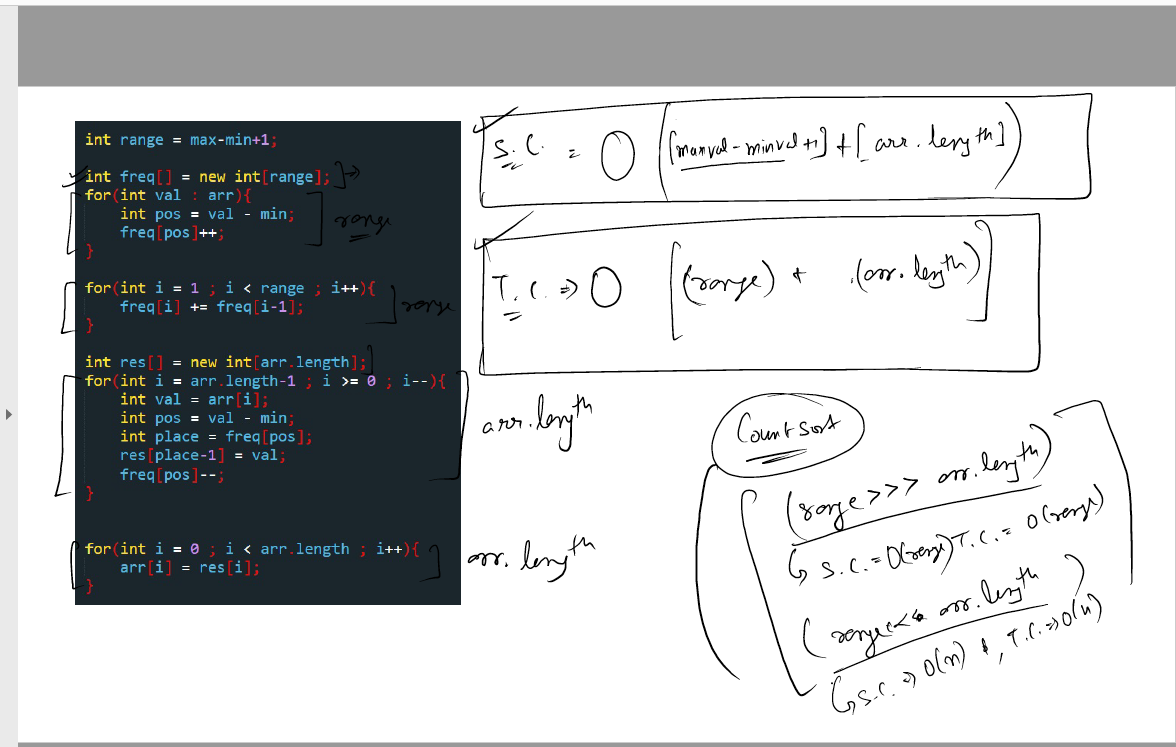 int range = max-min+1;
int freq[] = new int[range];
for(int val : arr){
int pos = val - min;
freq[pos]++;
}
range
for(int i = 1 ; i < range ; i++){
freq[i] += freq[i-1];
}
range
int res[] = new int[arr.length];
for(int i = arr.length-1 ; i >= 0 ; i--){
int val = arr[i];
int pos = val - min;
int place = freq[pos];
res[place-1] = val;
freq[pos]--;
}
arr.length
for(int i = 0 ; i < arr.length ; i++){
arr[i] = res[i];
}
arr. length
S.C. = O ([maxval-minval+1] + [arr.length])
T.C. => O [(range) + (arr.length)]
Count Sort
(range >>> arr.length)
S.C. = O(range) T.C. = O(range)
(range << arr.length)
S.C. => O(n) , T.C. => O(n)